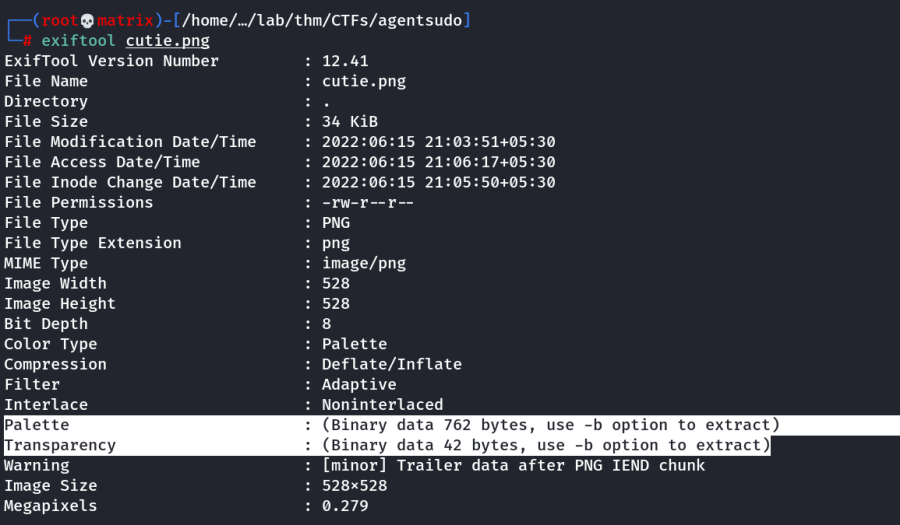 ┌──(root💀matrix)-[/home/…/lab/thm/CTFs/agentsudo]
└─# exiftool cutie.png
ExifTool Version Number : 12.41
File Name : cutie.png
Directory : .
File Size : 34 KiB
File Modification Date/Time : 2022:06:15 21:03:51+05:30
File Access Date/Time : 2022:06:15 21:06:17+05:30
File Inode Change Date/Time : 2022:06:15 21:05:50+05:30
File Permissions : -rw-r--r--
File Type : PNG
File Type Extension : png
MIME Type : image/png
Image Width : 528
Image Height : 528
Bit Depth : 8
Color Type : Palette
Compression : Deflate/Inflate
Filter : Adaptive
Interlace : Noninterlaced
Palette : (Binary data 762 bytes, use -b option to extract)
Transparency : (Binary data 42 bytes, use -b option to extract)
Warning : [minor] Trailer data after PNG IEND chunk
Image Size : 528×528
Megapixels : 0.279